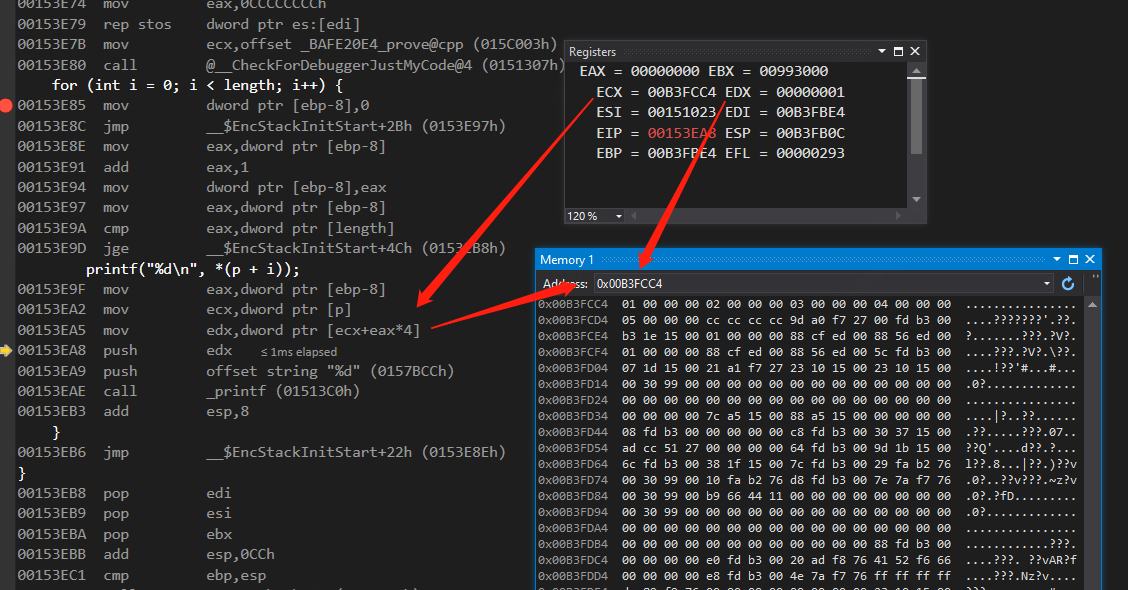 00153E74 mov eax,0CCCCCCCCh
00153E79 rep stos dword ptr es:[edi]
00153E7B mov ecx,offset _BAFE20E4_prove@cpp (015C003h)
00153E80 call @__CheckForDebuggerJustMyCode@4 (0151307h)
for (int i = 0; i < length; i++) {
00153E85 mov dword ptr [ebp-8],0
00153E8C jmp __$EncStackInitStart+2Bh (0153E97h)
00153E8E mov eax,dword ptr [ebp-8]
00153E91 add eax,1
00153E94 mov dword ptr [ebp-8],eax
00153E97 mov eax,dword ptr [ebp-8]
00153E9A cmp eax,dword ptr [length]
00153E9D jge __$EncStackInitStart+4Ch (0153EB8h)
printf("%d\n", *(p + i));
00153E9F mov eax,dword ptr [ebp-8]
00153EA2 mov ecx,dword ptr [p]
00153EA5 mov edx,dword ptr [ecx+eax*4]
00153EA8 push edx ≤ 1ms elapsed
00153EA9 push offset string "%d" (0157BCCh)
00153EAE call _printf (01513C0h)
00153EB3 add esp,8
}
00153EB6 jmp __$EncStackInitStart+22h (0153E8Eh)
}
00153EB8 pop edi
00153EB9 pop esi
00153EBA pop ebx
00153EBB add esp,0CCh
00153EC1 cmp ebp,esp
Registers
EAX = 00000000 EBX = 00993000
ECX = 00B3FCC4 EDX = 00000001
ESI = 00151023 EDI = 00B3FBE4
EIP = 00153EA8 ESP = 00B3FB0C
EBP = 00B3FBE4 EFL = 00000293
120 %
Memory 1
Address: 0x00B3FCC4
0x00B3FCC4 01 00 00 00 02 00 00 00 03 00 00 00 04 00 00 00 ................
0x00B3FCD4 05 00 00 00 cc cc cc cc 9d a0 f7 27 00 fd b3 00 ....???????'.??.
0x00B3FCE4 b3 1e 15 00 01 00 00 00 88 cf ed 00 88 56 ed 00 ?.......???.?V?.
0x00B3FCF4 01 00 00 00 88 cf ed 00 88 56 ed 00 5c fd b3 00 ....???.?V?.\??.
0x00B3FD04 07 1d 15 00 21 a1 f7 27 23 10 15 00 23 10 15 00 ....!??'#...#...
0x00B3FD14 00 30 99 00 00 00 00 00 00 00 00 00 00 00 00 00 .0?.............
0x00B3FD24 00 00 00 00 00 00 00 00 00 00 00 00 00 00 00 00 ................
0x00B3FD34 00 00 00 00 7c a5 15 00 88 a5 15 00 00 00 00 00 ....|?..??......
0x00B3FD44 08 fd b3 00 00 00 00 00 c8 fd b3 00 30 37 15 00 .??.....???.07..
0x00B3FD54 ad cc 51 27 00 00 00 00 64 fd b3 00 9d 1b 15 00 ??Q'....d??.?...
0x00B3FD64 6c fd b3 00 38 1f 15 00 7c fd b3 00 29 fa b2 76 l??.8...|??.)??v
0x00B3FD74 00 30 99 00 10 fa b2 76 d8 fd b3 00 7e 7a f7 76 .0?..??v???.~z?v
0x00B3FD84 00 30 99 00 b9 66 44 11 00 00 00 00 00 00 00 00 .0?.?fD.........
0x00B3FD94 00 30 99 00 00 00 00 00 00 00 00 00 00 00 00 00 .0?.............
0x00B3FDA4 00 00 00 00 00 00 00 00 00 00 00 00 00 00 00 00 ................
0x00B3FDB4 00 00 00 00 00 00 00 00 00 00 00 00 88 fd b3 00 ............???.
0x00B3FDC4 00 00 00 00 e0 fd b3 00 20 ad f8 76 41 52 f6 66 ....???. ??vAR?f
0x00B3FDD4 00 00 00 00 e8 fd b3 00 4e 7a f7 76 ff ff ff ff ....???.Nz?v....